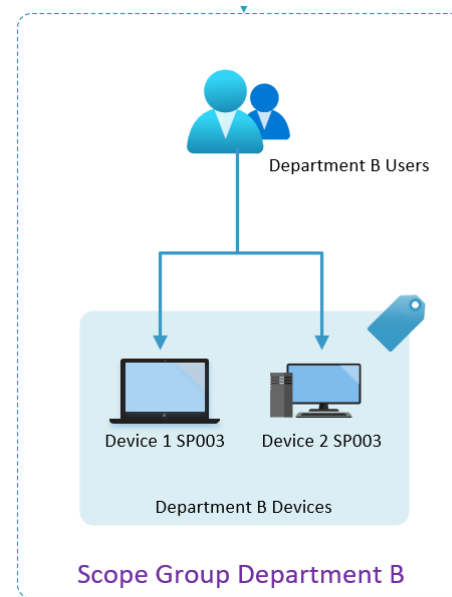 Department B Users
Device 1 SP003
Device 2 SP003
Department B Devices
Scope Group Department B